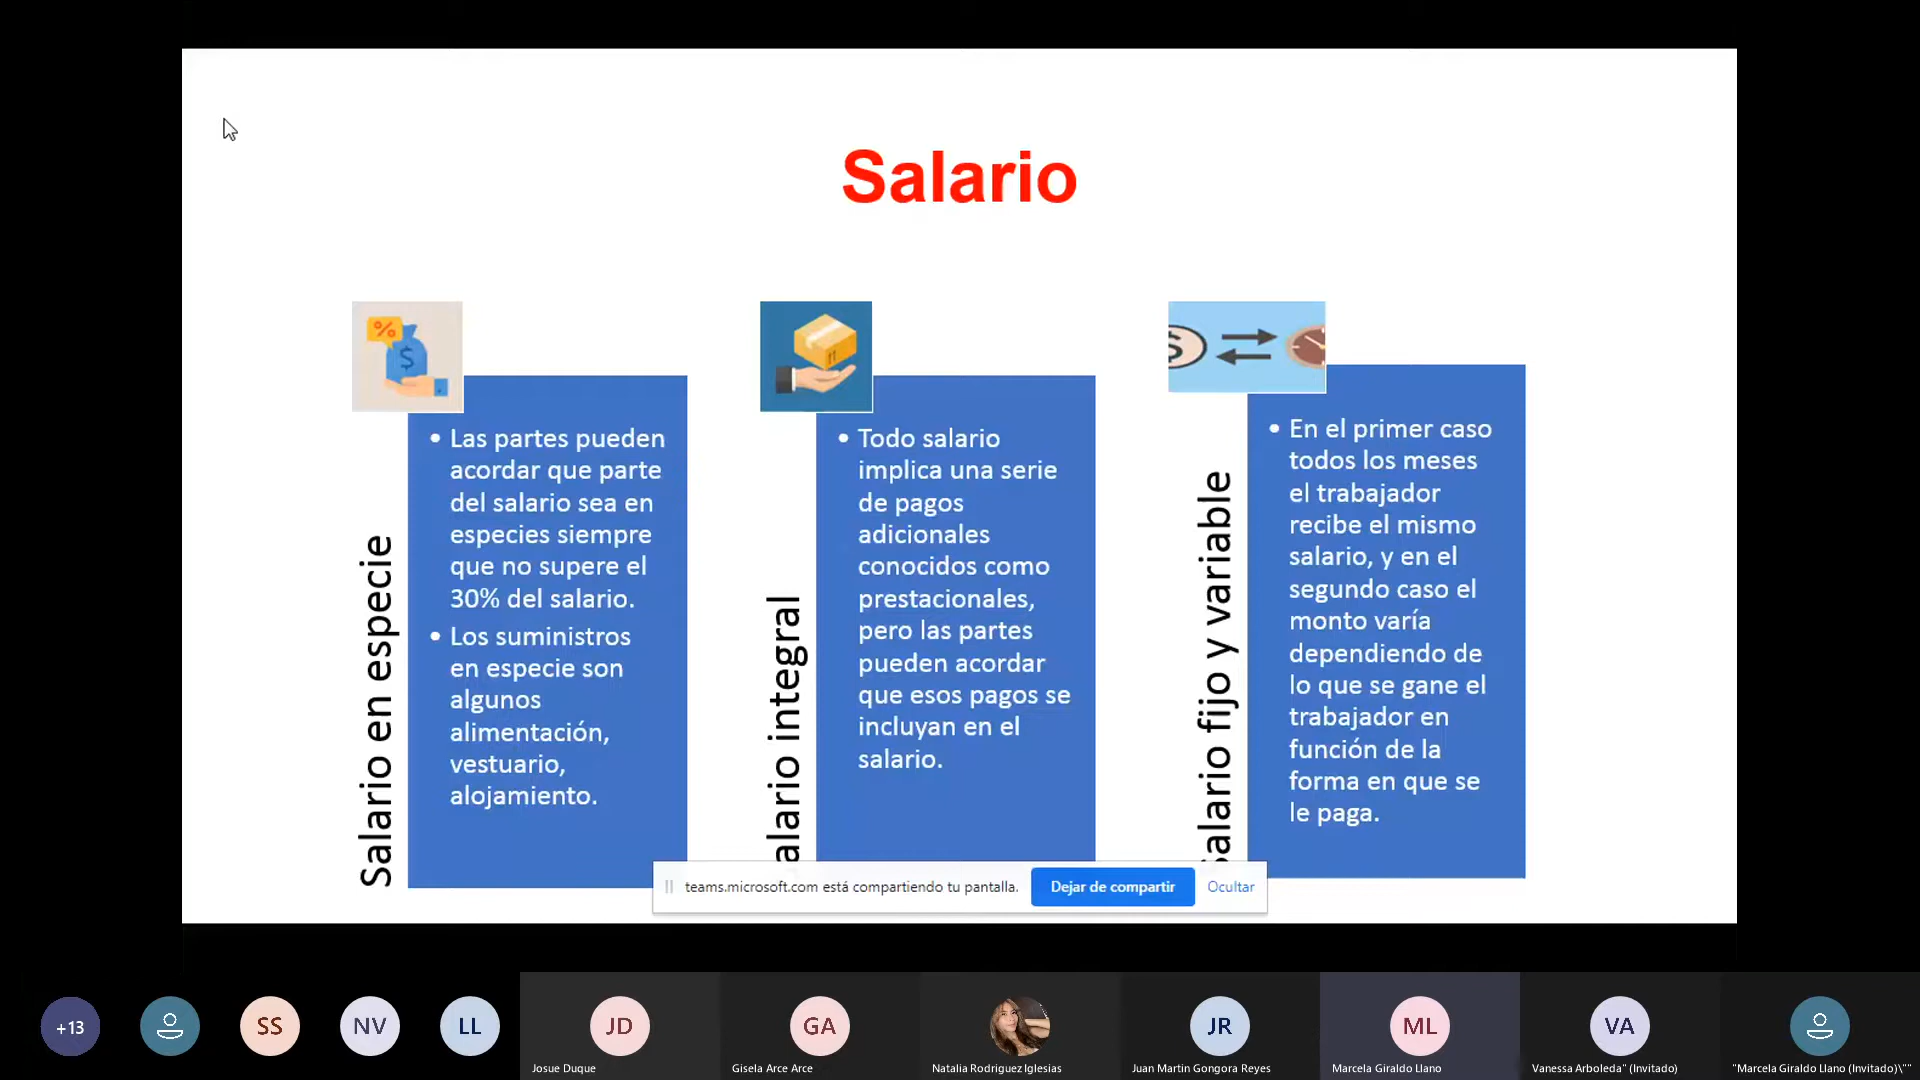 Salario
%
$
$
Salario en especie
• Las partes pueden
acordar que parte
del salario sea en
especies siempre
que no supere el
30% del salario.
• Los suministros
en especie son
algunos
alimentación,
vestuario,
alojamiento.
alario integral
• Todo salario
implica una serie
de pagos
adicionales
conocidos como
prestacionales,
pero las partes
pueden acordar
que esos pagos se
incluyan en el
salario.
Salario fijo y variable
• En el primer caso
todos los meses
el trabajador
recibe el mismo
salario, y en el
segundo caso el
monto varía
dependiendo de
lo que se gane el
trabajador en
función de la
forma en que se
le paga.
teams.microsoft.com está compartiendo tu pantalla.
Dejar de compartir
Ocultar
+13
SS
NV
LL
JD
GA
JR
ML
VA
Josue Duque
Gisela Arce Arce
Natalia Rodriguez Iglesias
Juan Martin Gongora Reyes
Marcela Giraldo Llano
Vanessa Arboleda" (Invitado)
"Marcela Giraldo Llano (Invitado)\""